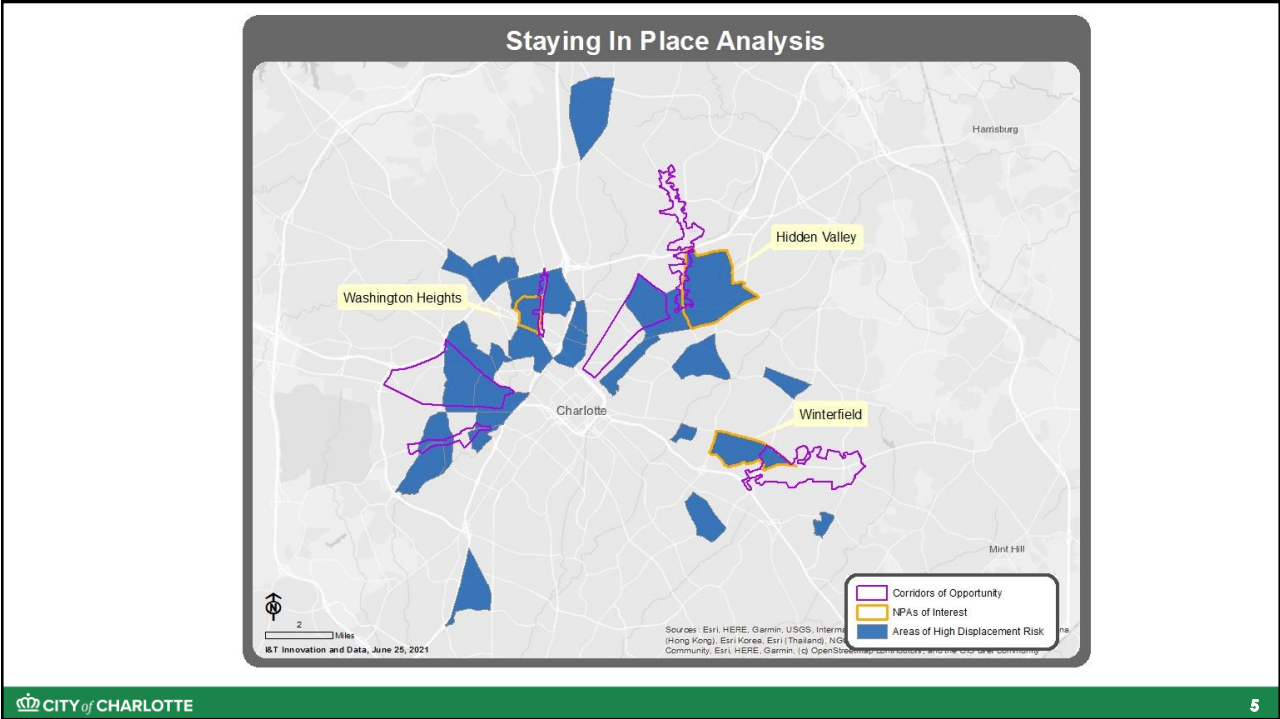 Staying In Place Analysis
Harrisburg
Hidden Valley
Washington Heights
Charlotte
Winterfield
Mint Hill
N
2
Miles
I&T Innovation and Data, June 25, 2021
Corridors of Opportunity
NPAs of Interest
Areas of High Displacement Risk
Sources: Esri, HERE, Garmin, USGS,
(Hong Kong), Esri Korea, Esri (Thailand),
Community, Esri, HERE, Garmin, (c) OpenStreetMap contributors, and the GIS user community
CITY of CHARLOTTE
5